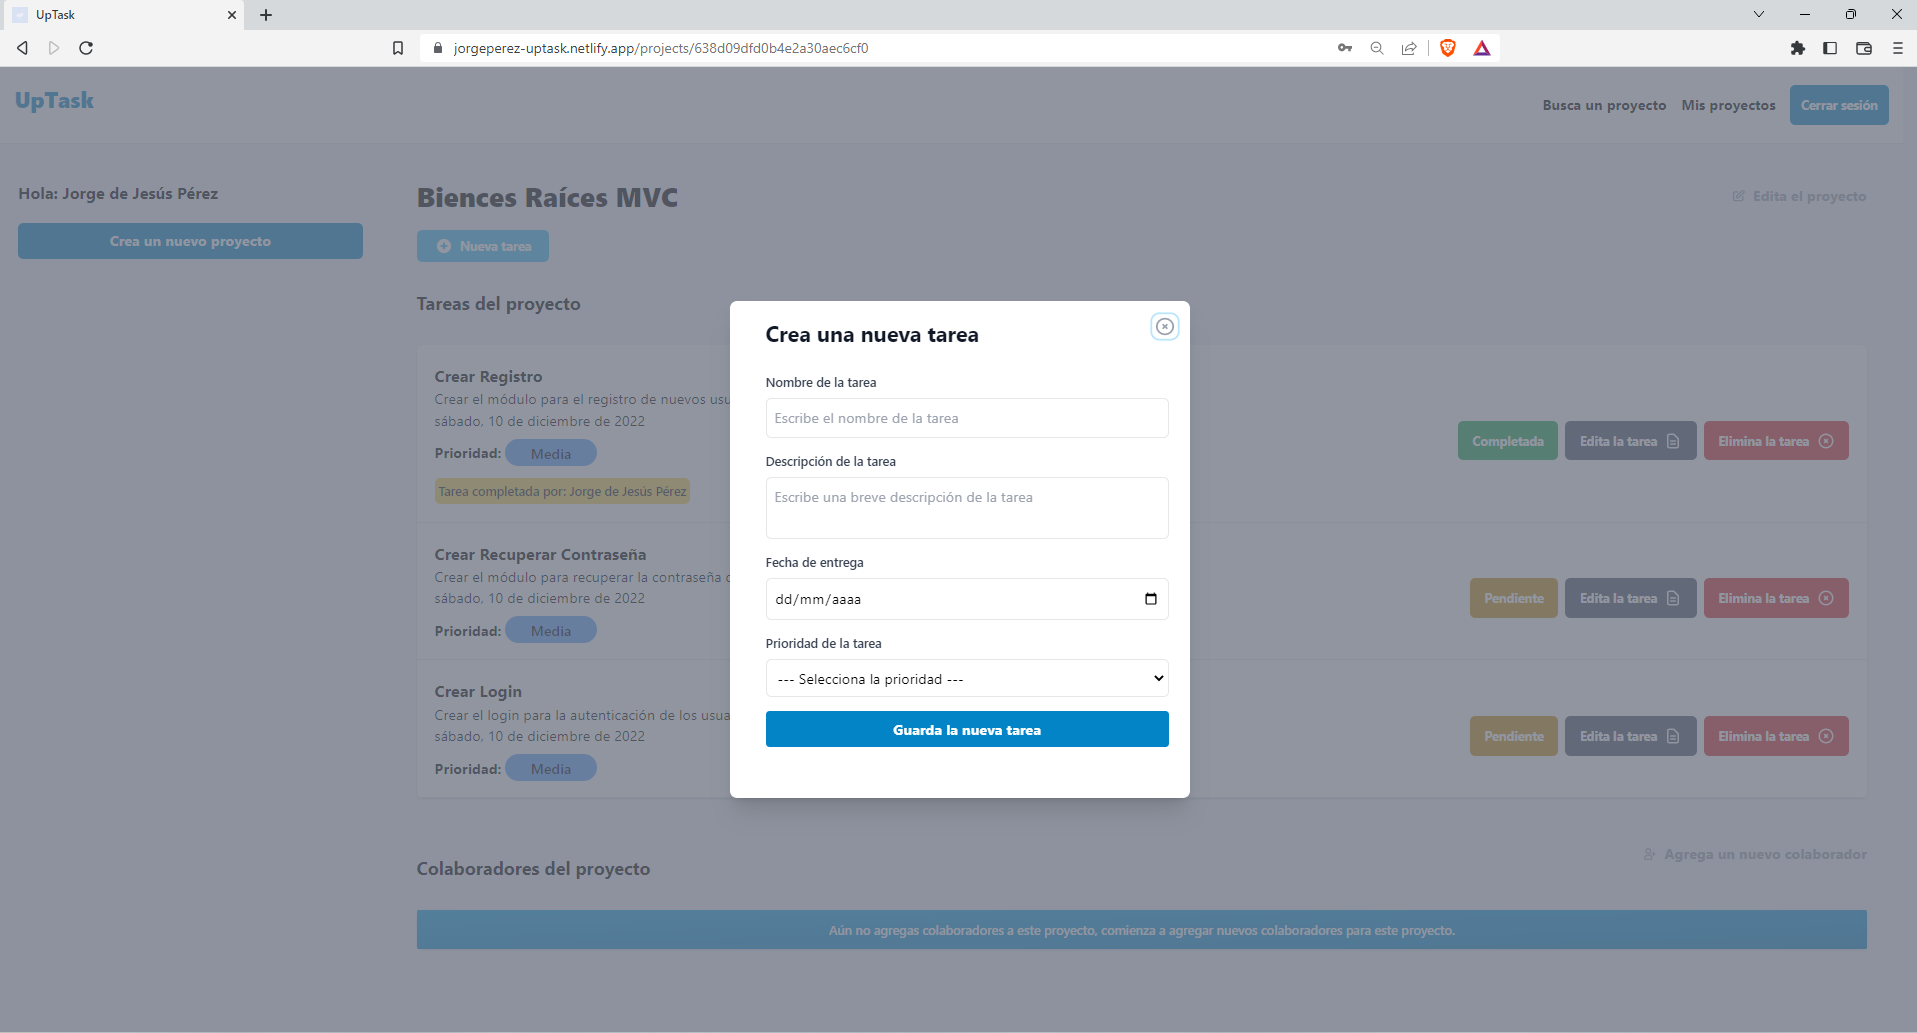 UpTask
jorgeperez-uptask.netlify.app/projects/638d09dfd0b4e2a30aec6cf0
UpTask
Busca un proyecto
Mis proyectos
Cerrar sesión
Hola: Jorge de Jesús Pérez
Crea un nuevo proyecto
Biences Raíces MVC
Edita el proyecto
Nueva tarea
Tareas del proyecto
Crear Registro
Crear el módulo para el registro de nuevos
sábado, 10 de diciembre de 2022
Prioridad: Media
Tarea completada por: Jorge de Jesús Pérez
Completada
Edita la tarea
Elimina la tarea
Crear Recuperar Contraseña
Crear el módulo para recuperar la contraseña
sábado, 10 de diciembre de 2022
Prioridad: Media
Pendiente
Edita la tarea
Elimina la tarea
Crear Login
Crear el login para la autenticación de los
sábado, 10 de diciembre de 2022
Prioridad: Media
Pendiente
Edita la tarea
Elimina la tarea
Crea una nueva tarea
Nombre de la tarea
Escribe el nombre de la tarea
Descripción de la tarea
Escribe una breve descripción de la tarea
Fecha de entrega
dd/mm/aaaa
Prioridad de la tarea
--- Selecciona la prioridad ---
Guarda la nueva tarea
Colaboradores del proyecto
Agrega un nuevo colaborador
Aún no agregas colaboradores a este proyecto, comienza a agregar nuevos colaboradores para este proyecto.